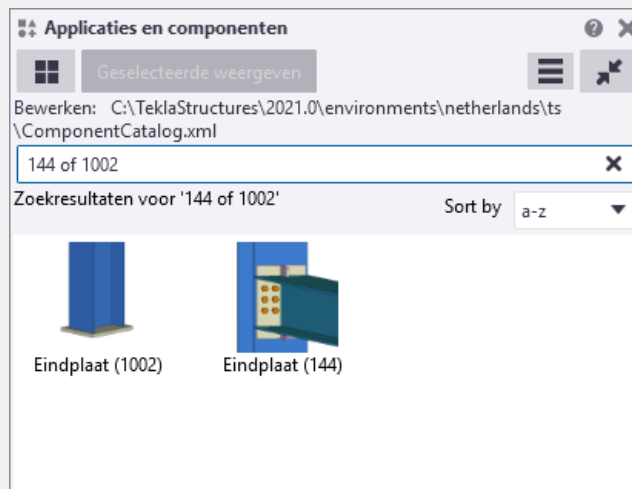 Applicaties en componenten
Geselecteerde weergeven
Bewerken: C:\TeklaStructures\2021.0\environments\netherlands\ts
\ComponentCatalog.xml
144 of 1002
Zoekresultaten voor '144 of 1002'
Sort by a-z
Eindplaat (1002) Eindplaat (144)